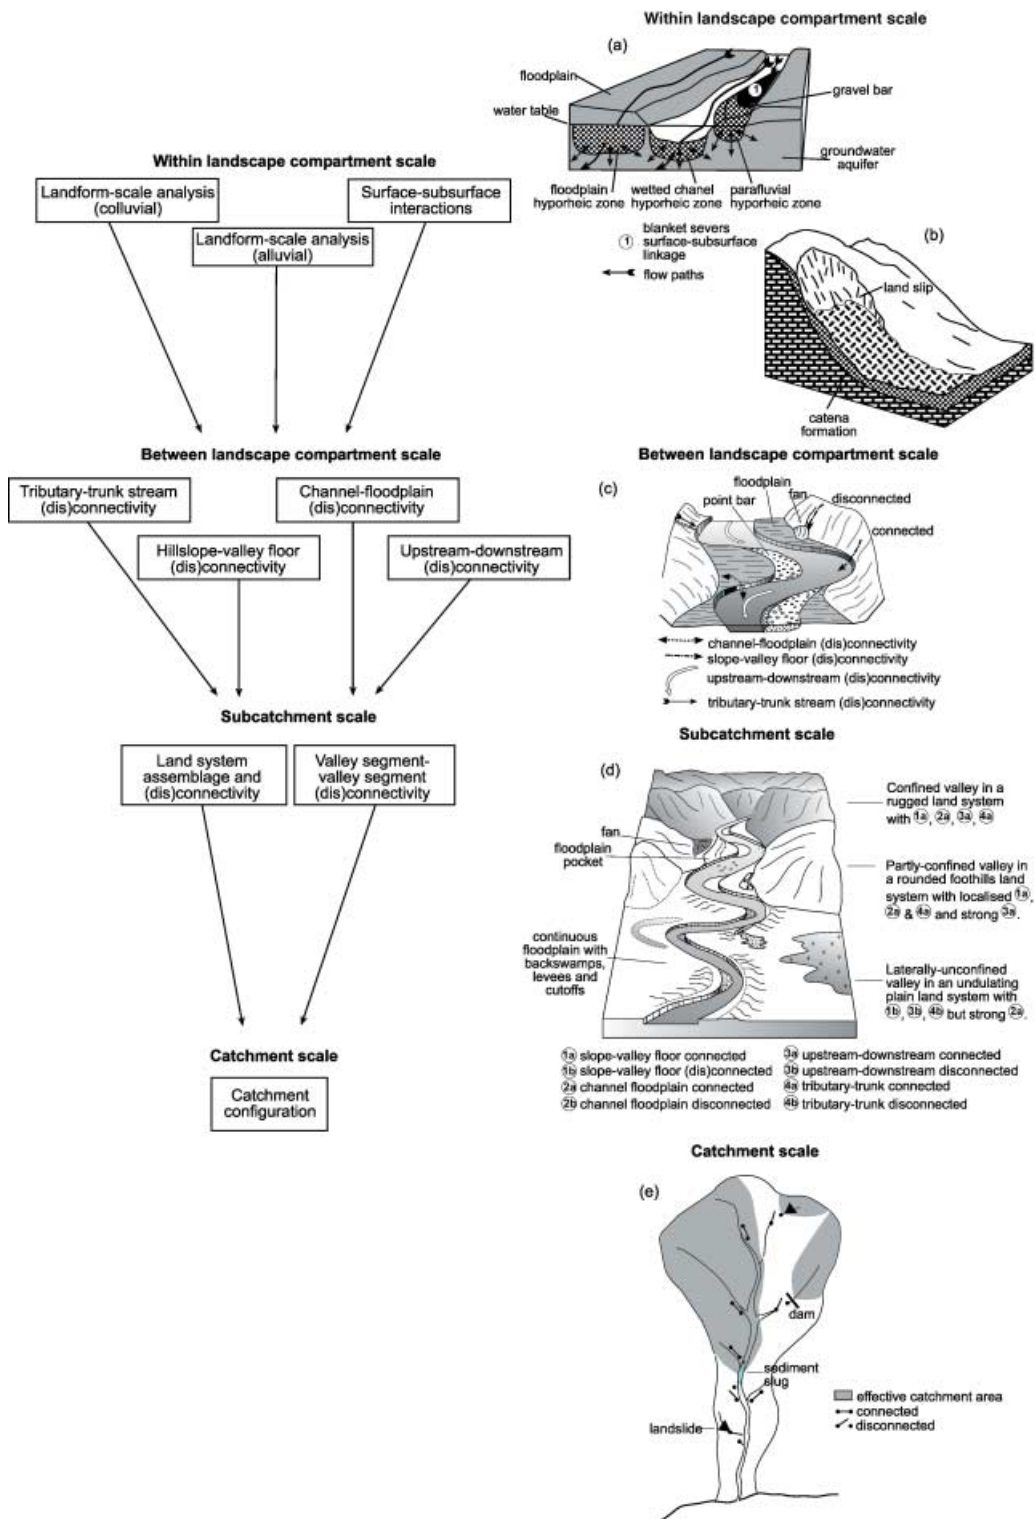 Within landscape compartment scale
Landform-scale analysis
(colluvial)
Surface-subsurface
interactions
Landform-scale analysis
(alluvial)
Between landscape compartment scale
Tributary-trunk stream
(dis)connectivity
Channel-floodplain
(dis)connectivity
Hillslope-valley floor
(dis)connectivity
Upstream-downstream
(dis)connectivity
Subcatchment scale
Land system
assemblage and
(dis)connectivity
Valley segment-
valley segment
(dis)connectivity
Catchment scale
Catchment
configuration
Within landscape compartment scale
(a)
floodplain
1
gravel bar
water table
groundwater
aquifer
floodplain
hyporheic zone
wetted chanel
hyporheic zone
parafluvial
hyporheic zone
1 blanket severs
surface-subsurface
linkage
flow paths
(b)
land slip
catena
formation
Between landscape compartment scale
(c)
floodplain
point bar
fan
disconnected
connected
channel-floodplain (dis)connectivity
slope-valley floor (dis)connectivity
upstream-downstream (dis)connectivity
tributary-trunk stream (dis)connectivity
Subcatchment scale
(d)
fan
floodplain
pocket
continuous
floodplain with
backswamps,
levees and
cutoffs
Confined valley in a
rugged land system
with 1a, 2a, 3a, 4a
Partly-confined valley in
a rounded foothills land
system with localised 1a,
2a & 4a and strong 3a.
Laterally-unconfined
valley in an undulating
plain land system with
1b, 3b, 4b but strong 2a.
1a slope-valley floor connected
1b slope-valley floor (dis)connected
2a channel floodplain connected
2b channel floodplain disconnected
3a upstream-downstream connected
3b upstream-downstream disconnected
4a tributary-trunk connected
4b tributary-trunk disconnected
Catchment scale
(e)
dam
sediment
slug
landslide
effective catchment area
connected
disconnected